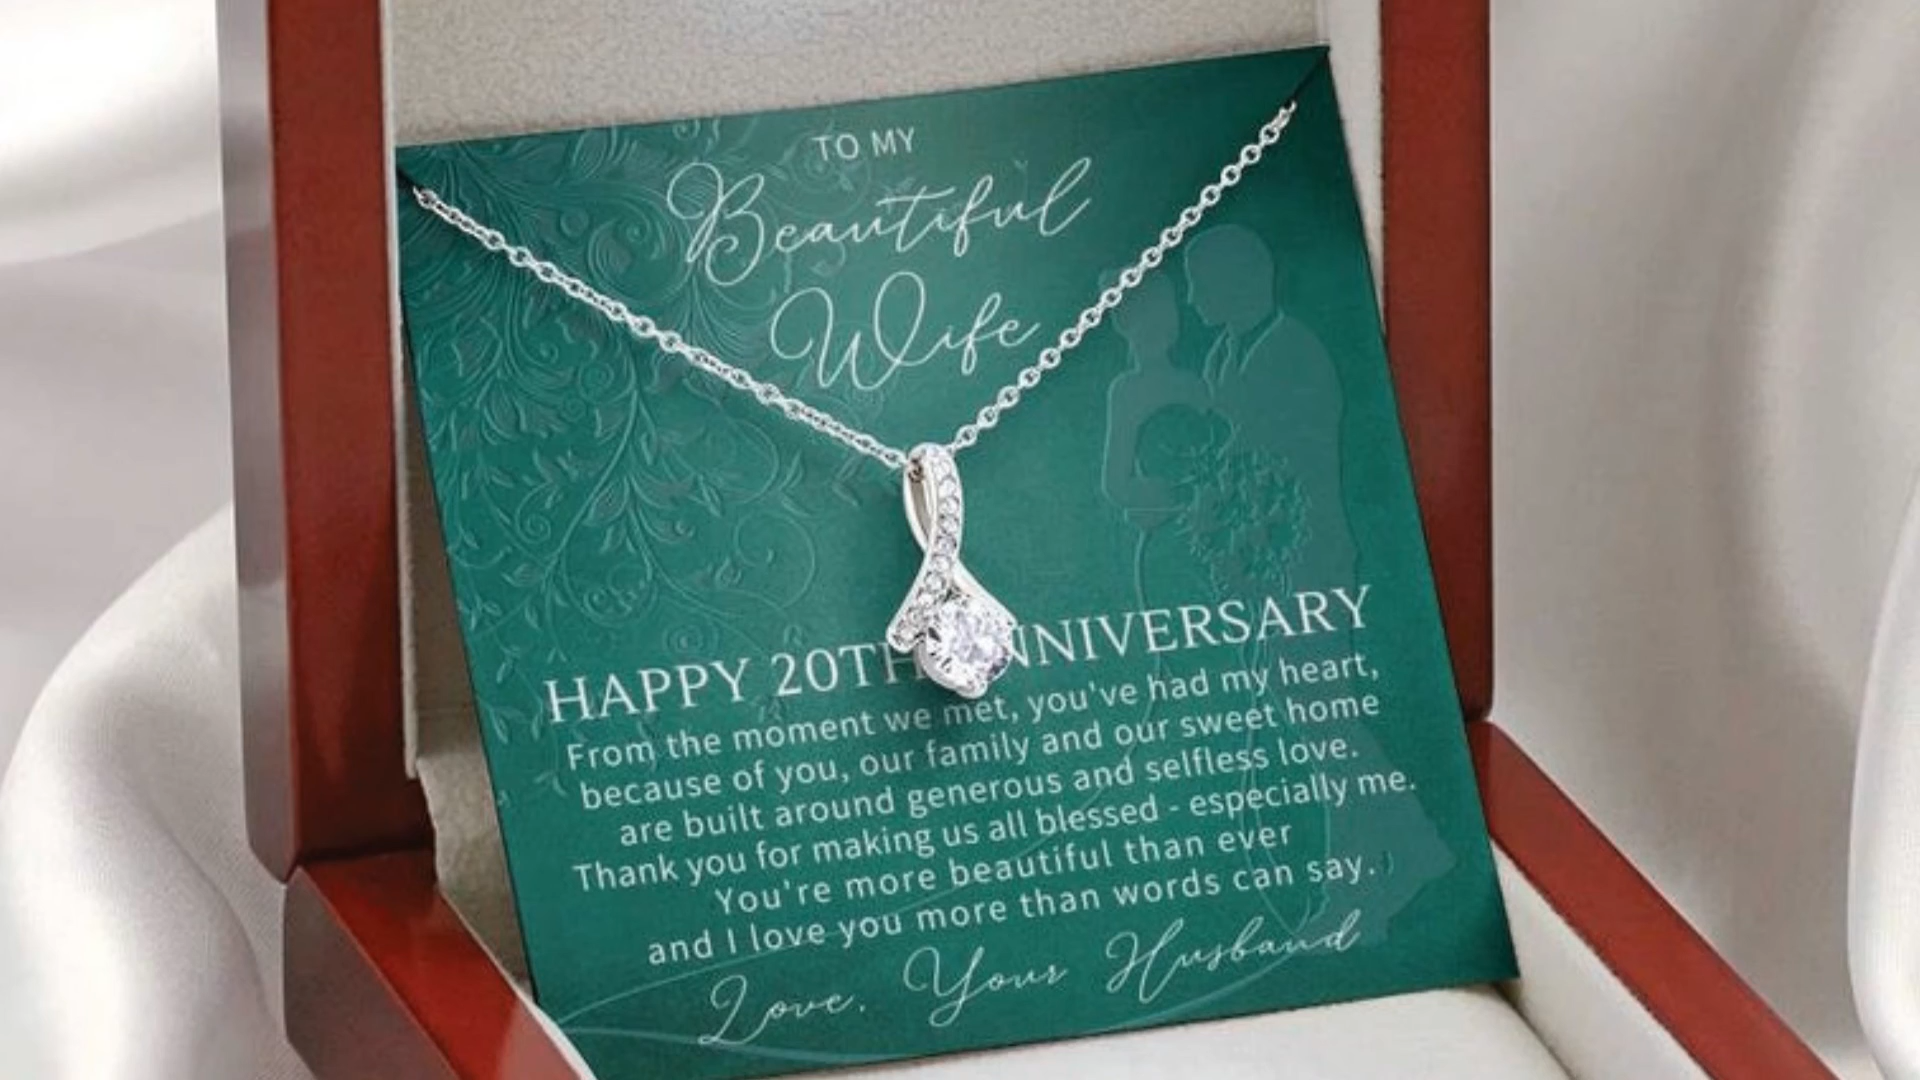 TO MY
Beautiful
Wife
HAPPY 20TH ANNIVERSARY
From the moment we met, you've had my heart,
because of you, our family and our sweet home
are built around generous and selfless love.
Thank you for making us all blessed - especially me.
You're more beautiful than ever
and I love you more than words can say.
Love, Your Husband